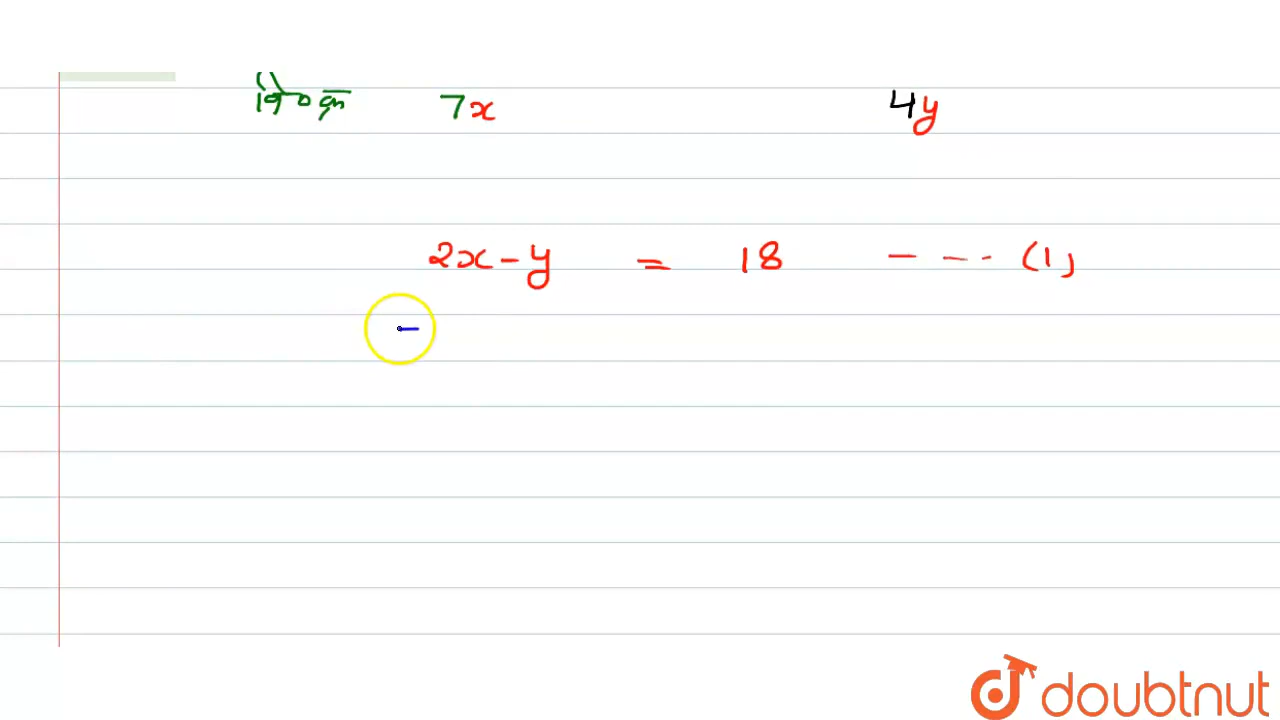 7x 4y
2x - y = 18 - - -- (1)
doubtnut